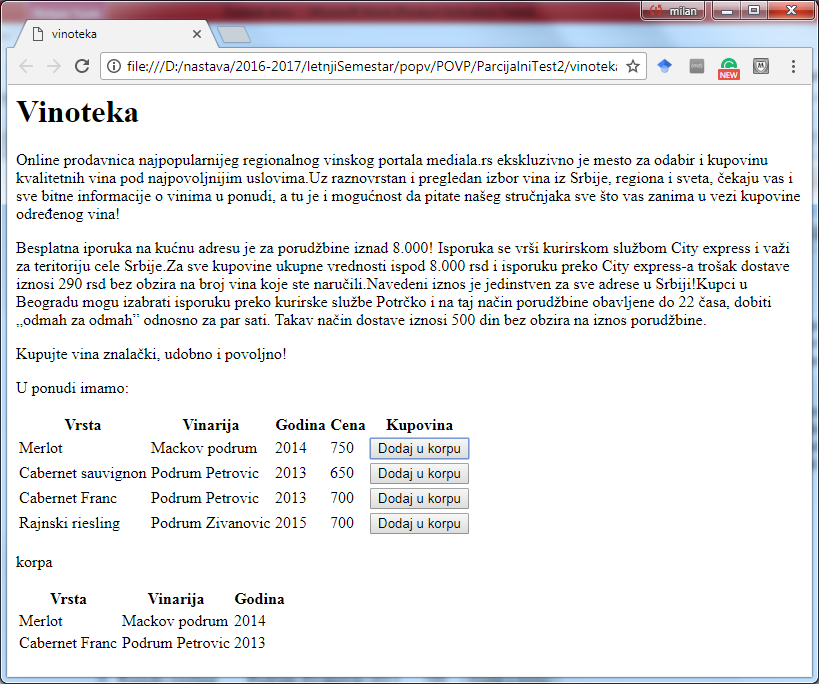 milan
vinoteka
file:///D:/nastava/2016-2017/letnjiSemestar/popv/POVP/ParcijalniTest2/vinoteka
NEW
Vinoteka
Online prodavnica najpopularnijeg regionalnog vinskog portala mediala.rs ekskluzivno je mesto za odabir i kupovinu
kvalitetnih vina pod najpovoljnijim uslovima.Uz raznovrstan i pregledan izbor vina iz Srbije, regiona i sveta, čekaju vas i
sve bitne informacije o vinima u ponudi, a tu je i mogućnost da pitate našeg stručnjaka sve što vas zanima u vezi kupovine
određenog vina!
Besplatna iporuka na kućnu adresu je za porudžbine iznad 8.000! Isporuka se vrši kurirskom službom City express i važi
za teritoriju cele Srbije.Za sve kupovine ukupne vrednosti ispod 8.000 rsd i isporuku preko City express-a trošak dostave
iznosi 290 rsd bez obzira na broj vina koje ste naručili.Navedeni iznos je jedinstven za sve adrese u Srbiji!Kupci u
Beogradu mogu izabrati isporuku preko kurirske službe Potrčko i na taj način porudžbine obavljene do 22 časa, dobiti
„odmah za odmah” odnosno za par sati. Takav način dostave iznosi 500 din bez obzira na iznos porudžbine.
Kupujte vina znalački, udobno i povoljno!
U ponudi imamo:
Vrsta Vinarija Godina Cena Kupovina
Merlot Mackov podrum 2014 750 Dodaj u korpu
Cabernet sauvignon Podrum Petrovic 2013 650 Dodaj u korpu
Cabernet Franc Podrum Petrovic 2013 700 Dodaj u korpu
Rajnski riesling Podrum Zivanovic 2015 700 Dodaj u korpu
korpa
Vrsta Vinarija Godina
Merlot Mackov podrum 2014
Cabernet Franc Podrum Petrovic 2013